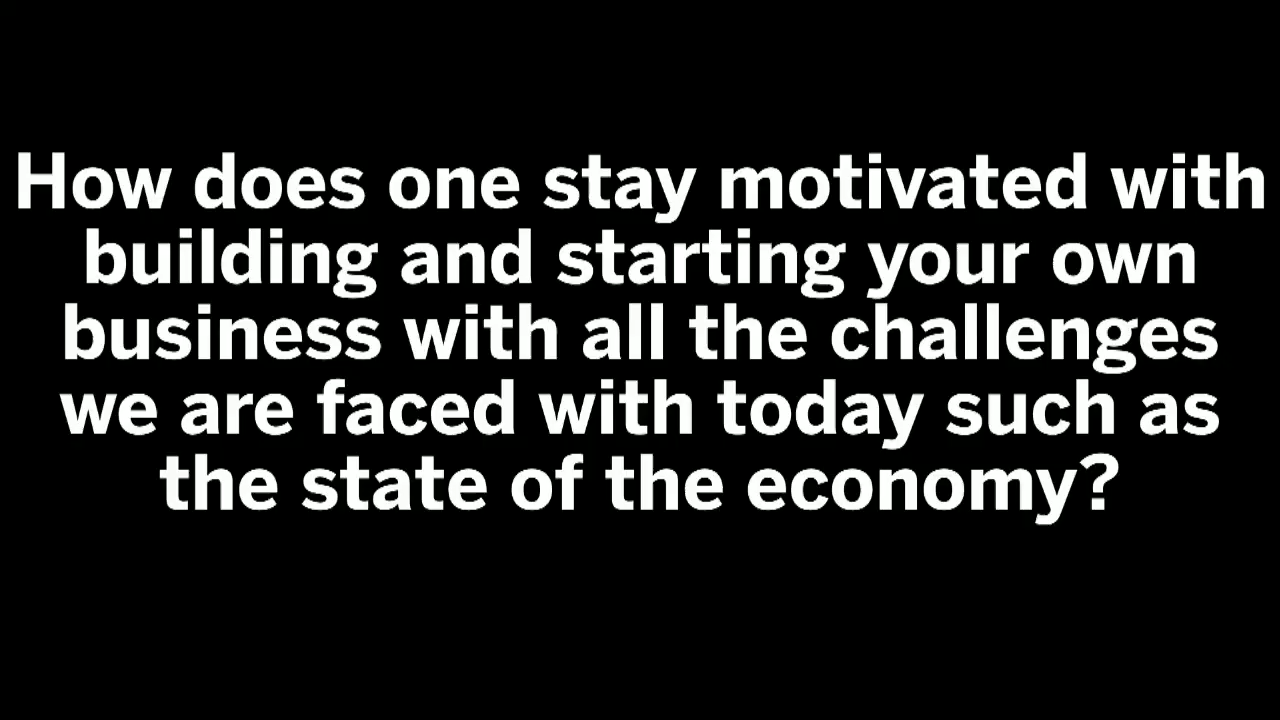 How does one stay motivated with
building and starting your own
business with all the challenges
we are faced with today such as
the state of the economy?